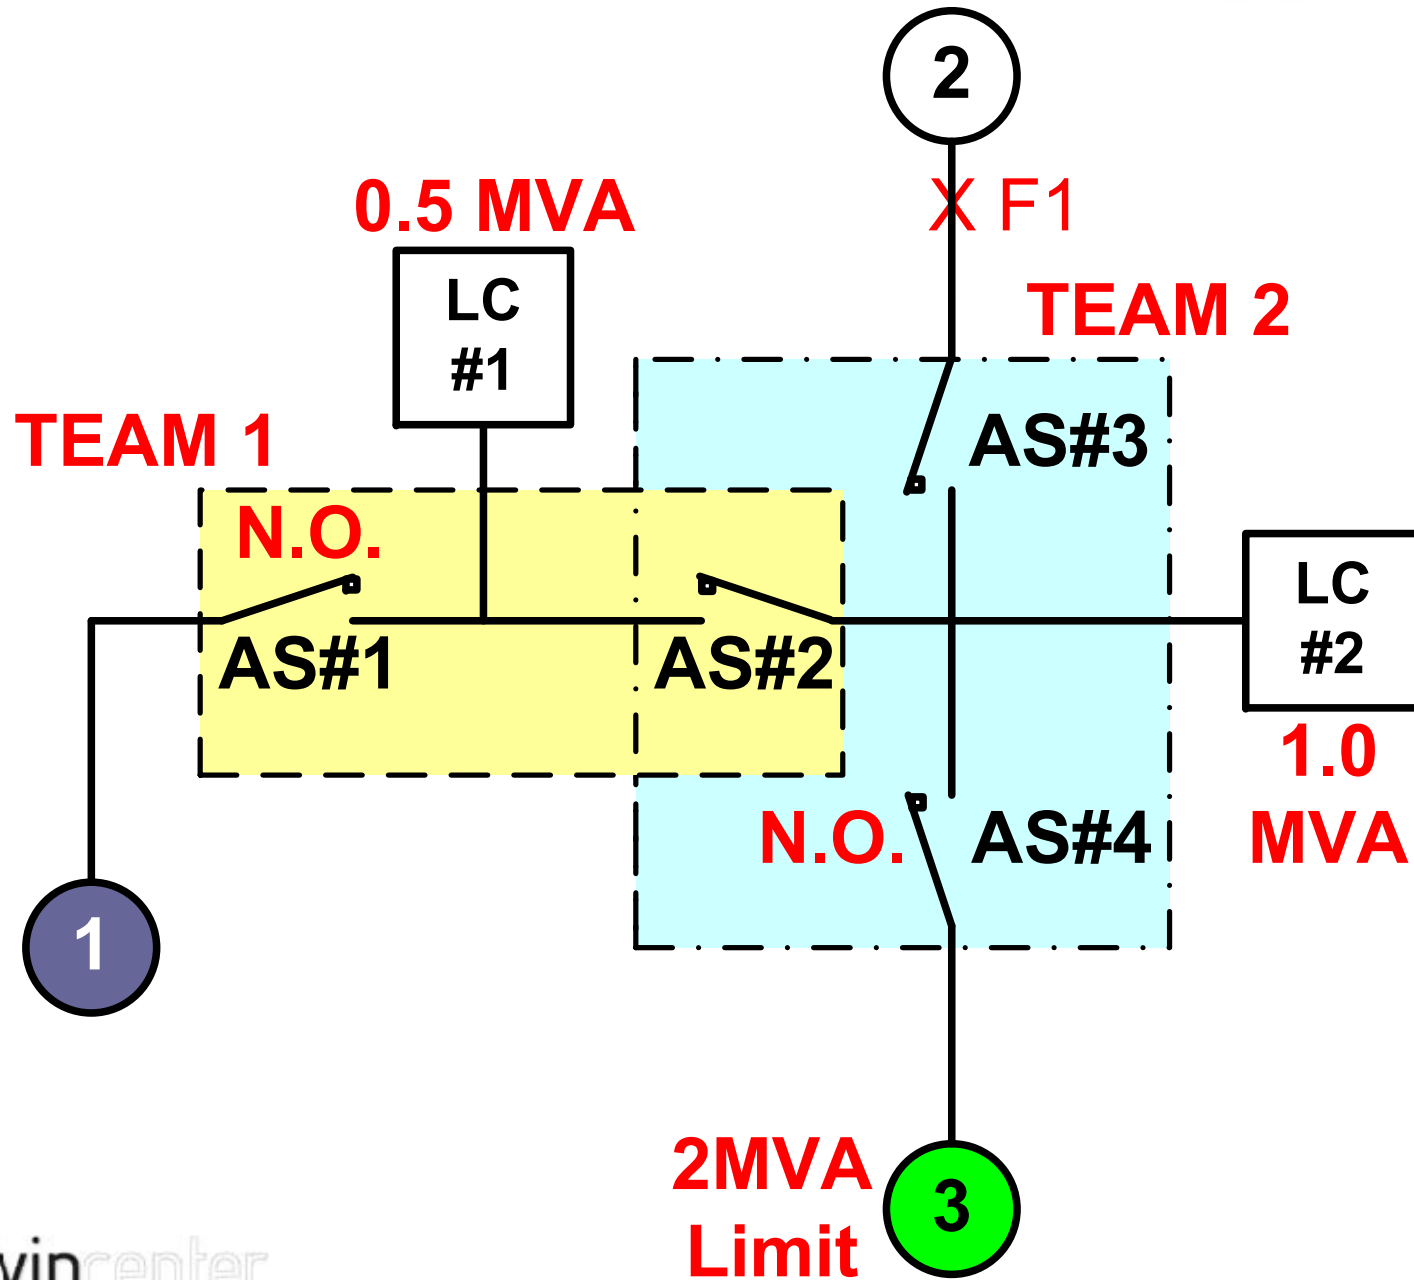 2
X F1
0.5 MVA
LC
#1
TEAM 2
TEAM 1
AS#3
N.O.
AS#1
AS#2
LC
#2
1.0
MVA
N.O.
AS#4
1
2MVA
Limit
3
vincenter